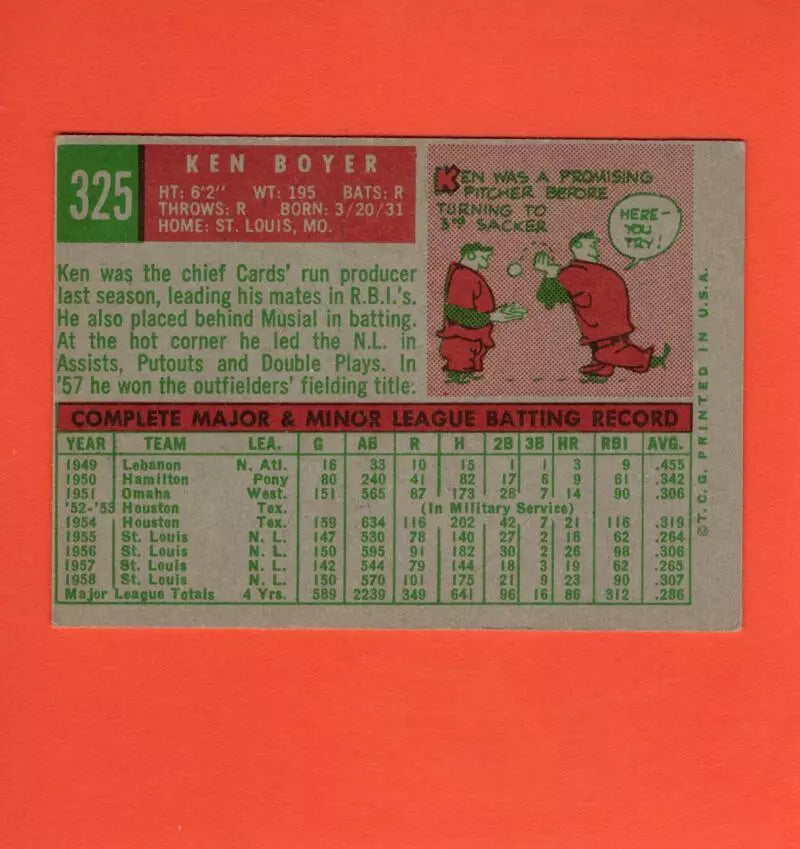 325
KEN BOYER
HT: 6'2" WT: 195 BATS: R
THROWS: R BORN: 3/20/31
HOME: ST. LOUIS, MO.
KEN WAS A PROMISING
PITCHER BEFORE
TURNING TO
3RD SACKER
HERE-
YOU
TRY!
Ken was the chief Cards' run producer
last season, leading his mates in R.B.I.'s.
He also placed behind Musial in batting.
At the hot corner he led the N.L. in
Assists, Putouts and Double Plays. In
'57 he won the outfielders' fielding title.
COMPLETE MAJOR & MINOR LEAGUE BATTING RECORD
YEAR TEAM LEA. G AB R H 2B 3B HR RBI AVG.
1949 Lebanon N. Atl. 16 33 10 15 1 1 3 9 .455
1950 Hamilton Pony 80 240 41 82 17 6 9 61 .342
1951 Omaha West. 151 565 87 173 28 7 14 90 .306
'52-'53 Houston Tex. (In Military Service)
1954 Houston Tex. 159 634 116 202 42 7 21 116 .319
1955 St. Louis N. L. 147 530 78 140 27 2 18 62 .264
1956 St. Louis N. L. 150 595 91 182 30 2 26 98 .306
1957 St. Louis N. L. 142 544 79 144 18 3 19 62 .265
1958 St. Louis N. L. 150 570 101 175 21 9 23 90 .307
Major League Totals 4 Yrs. 589 2239 349 641 96 16 86 312 .286
©T.C.G. PRINTED IN U.S.A.